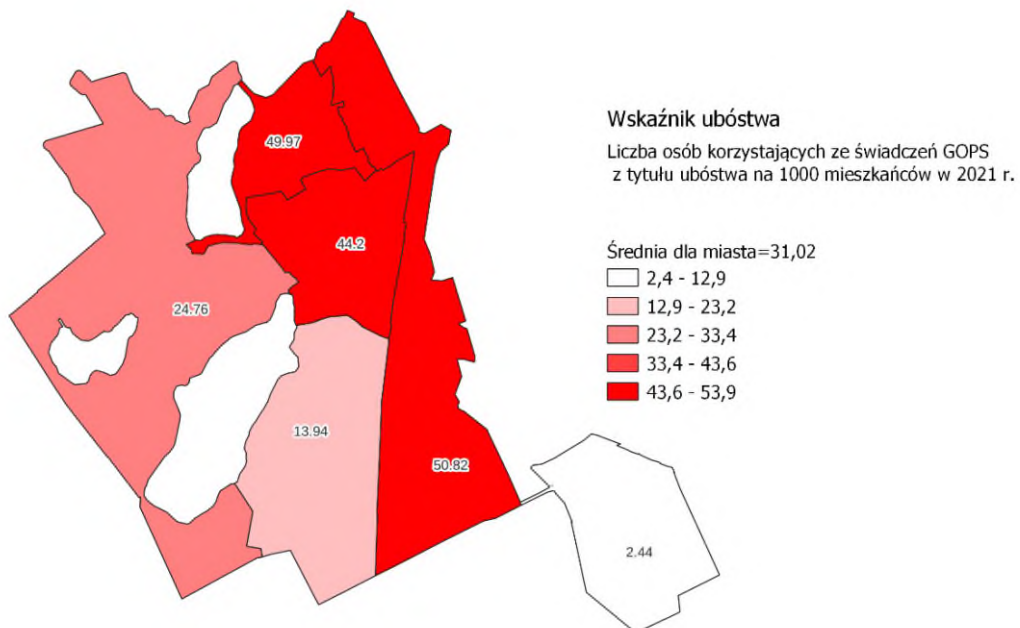 49.97
Wskaźnik ubóstwa
Liczba osób korzystających ze świadczeń GOPS
z tytułu ubóstwa na 1000 mieszkańców w 2021 r.
44.2
Średnia dla miasta=31,02
2,4 - 12,9
12,9 - 23,2
24.76
23,2 - 33,4
33,4 - 43,6
43,6 - 53,9
13.94
50.82
2.44